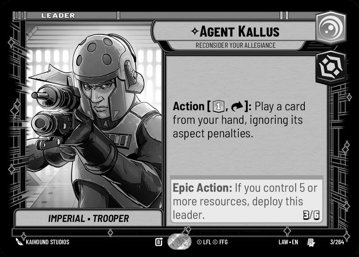 LEADER
AGENT KALLUS
RECONSIDER YOUR ALLEGIANCE
Action [1, ]: Play a card
from your hand, ignoring its
aspect penalties.
Epic Action: If you control 5 or
more resources, deploy this
leader.
IMPERIAL • TROOPER
KAIHOUND STUDIOS
© LFL © FFG
LAW • EN
3/264